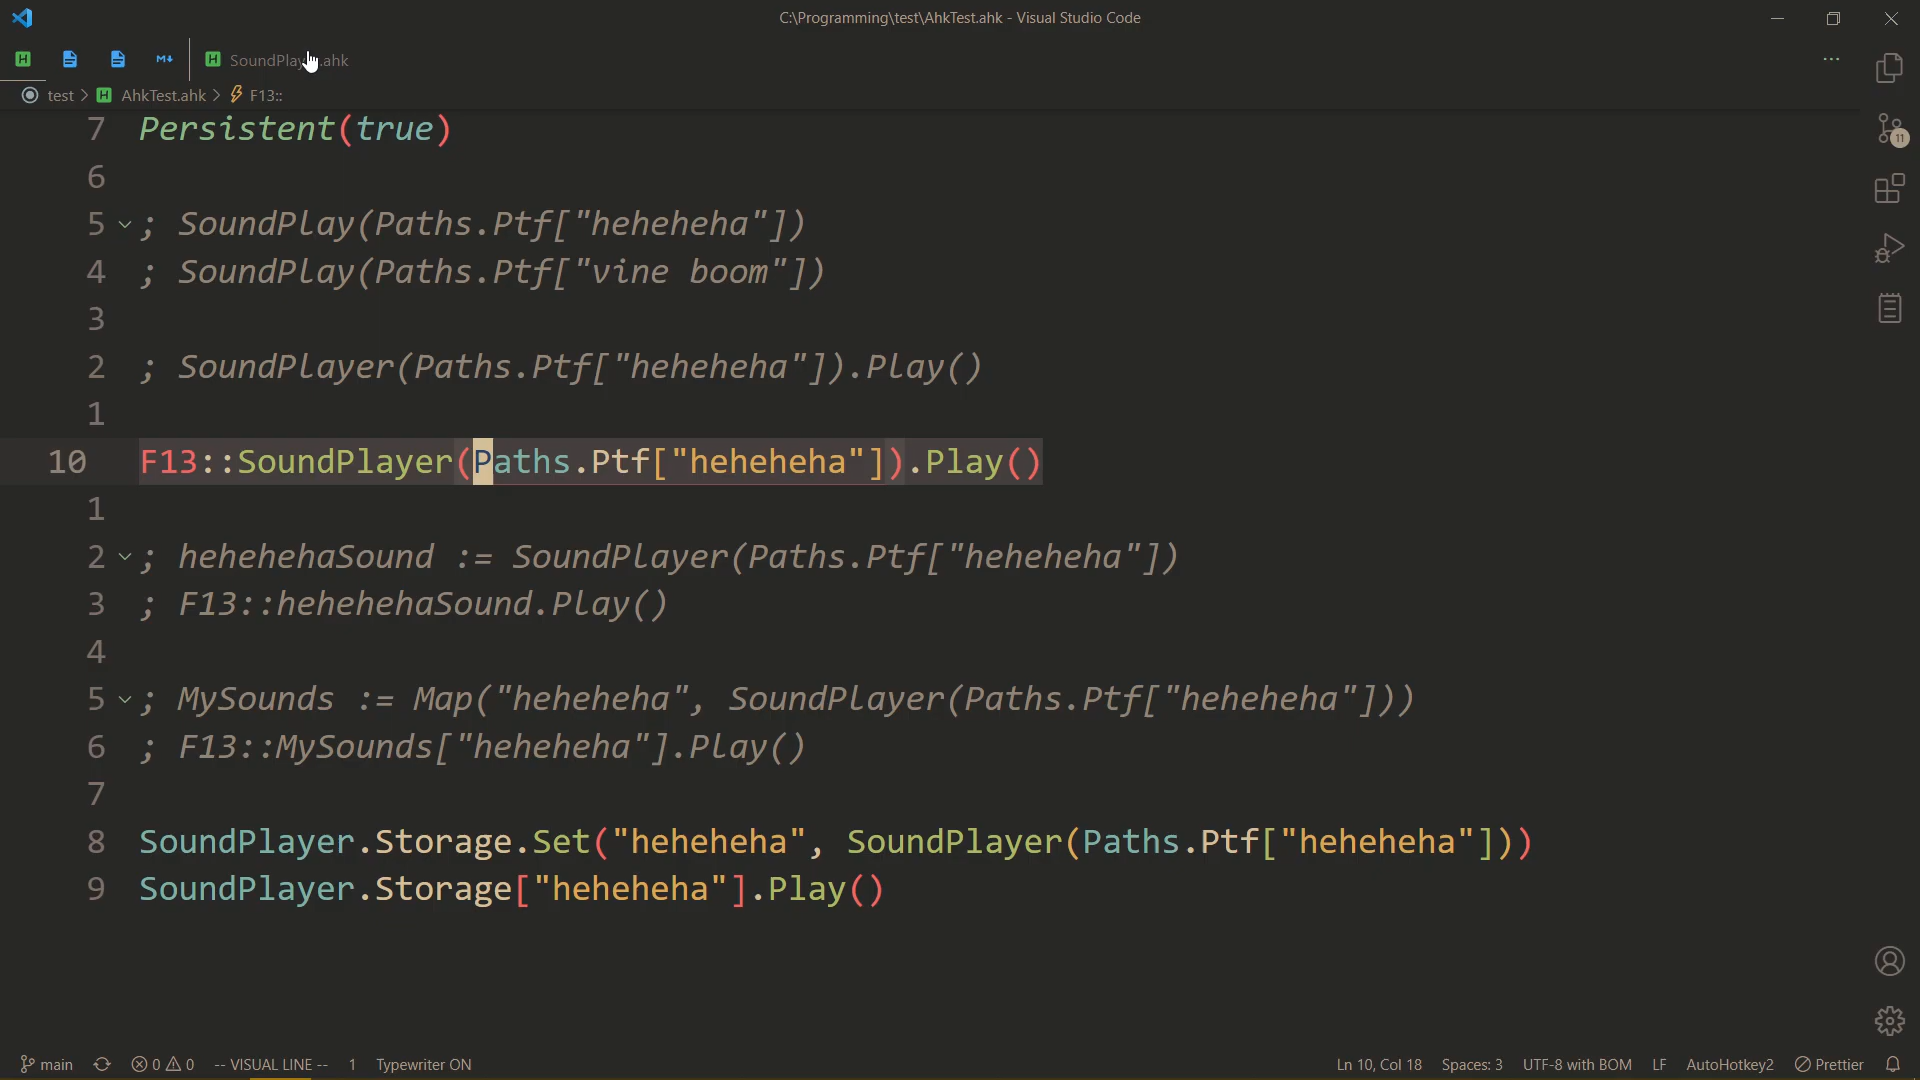 C:\Programming\test\AhkTest.ahk - Visual Studio Code
SoundPlay .ahk
test > AhkTest.ahk > F13::
7 Persistent(true)
6
5 ; SoundPlay(Paths.Ptf["heheheha"])
4 ; SoundPlay(Paths.Ptf["vine boom"])
3
2 ; SoundPlayer(Paths.Ptf["heheheha"]).Play()
1
10 F13::SoundPlayer(Paths.Ptf["heheheha"]).Play()
1
2 ; hehehehaSound := SoundPlayer(Paths.Ptf["heheheha"])
3 ; F13::hehehehaSound.Play()
4
5 ; MySounds := Map("heheheha", SoundPlayer(Paths.Ptf["heheheha"]))
6 ; F13::MySounds["heheheha"].Play()
7
8 SoundPlayer.Storage.Set("heheheha", SoundPlayer(Paths.Ptf["heheheha"]))
9 SoundPlayer.Storage["heheheha"].Play()
11
main 0 0 -- VISUAL LINE -- 1 Typewriter ON Ln 10, Col 18 Spaces: 3 UTF-8 with BOM LF AutoHotkey2 Prettier